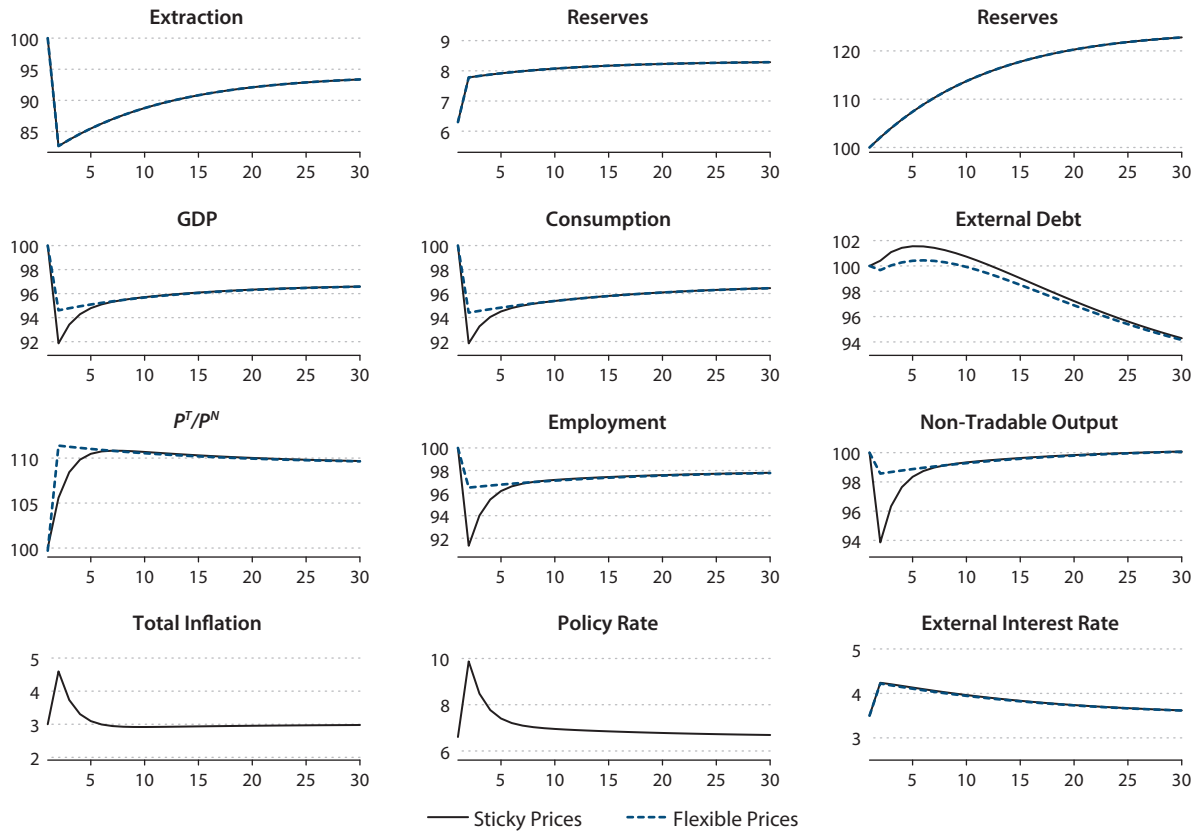 Extraction
Reserves
Reserves
100
95
90
85
5 10 15 20 25 30
9
8
7
6
5 10 15 20 25 30
120
110
100
5 10 15 20 25 30
GDP
Consumption
External Debt
100
98
96
94
92
5 10 15 20 25 30
100
98
96
94
92
5 10 15 20 25 30
102
100
98
96
94
5 10 15 20 25 30
P^T/P^N
Employment
Non-Tradable Output
110
105
100
5 10 15 20 25 30
100
98
96
94
92
5 10 15 20 25 30
100
98
96
94
5 10 15 20 25 30
Total Inflation
Policy Rate
External Interest Rate
5
4
3
2
5 10 15 20 25 30
10
8
6
5 10 15 20 25 30
5
4
3
5 10 15 20 25 30
Sticky Prices Flexible Prices